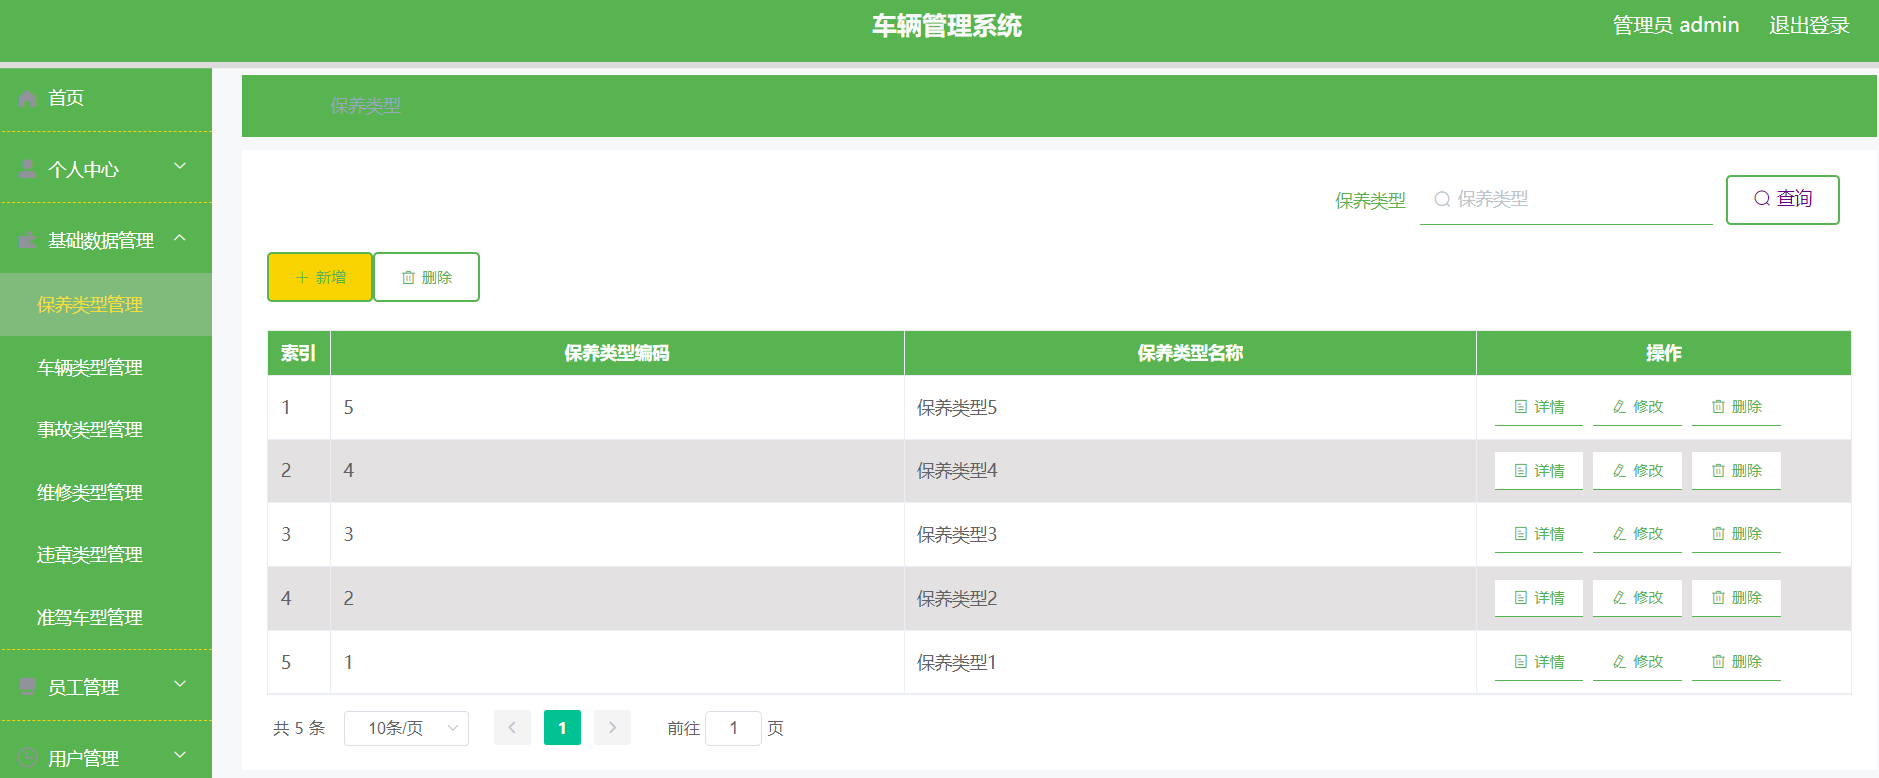 车辆管理系统
管理员 admin 退出登录
首页
个人中心
基础数据管理
保养类型管理
车辆类型管理
事故类型管理
维修类型管理
违章类型管理
准驾车型管理
员工管理
用户管理
保养类型
保养类型 保养类型 查询
新增 删除
索引 保养类型编码 保养类型名称 操作
1 5 保养类型5 详情 修改 删除
2 4 保养类型4 详情 修改 删除
3 3 保养类型3 详情 修改 删除
4 2 保养类型2 详情 修改 删除
5 1 保养类型1 详情 修改 删除
共 5 条 10条/页 1 前往 1 页